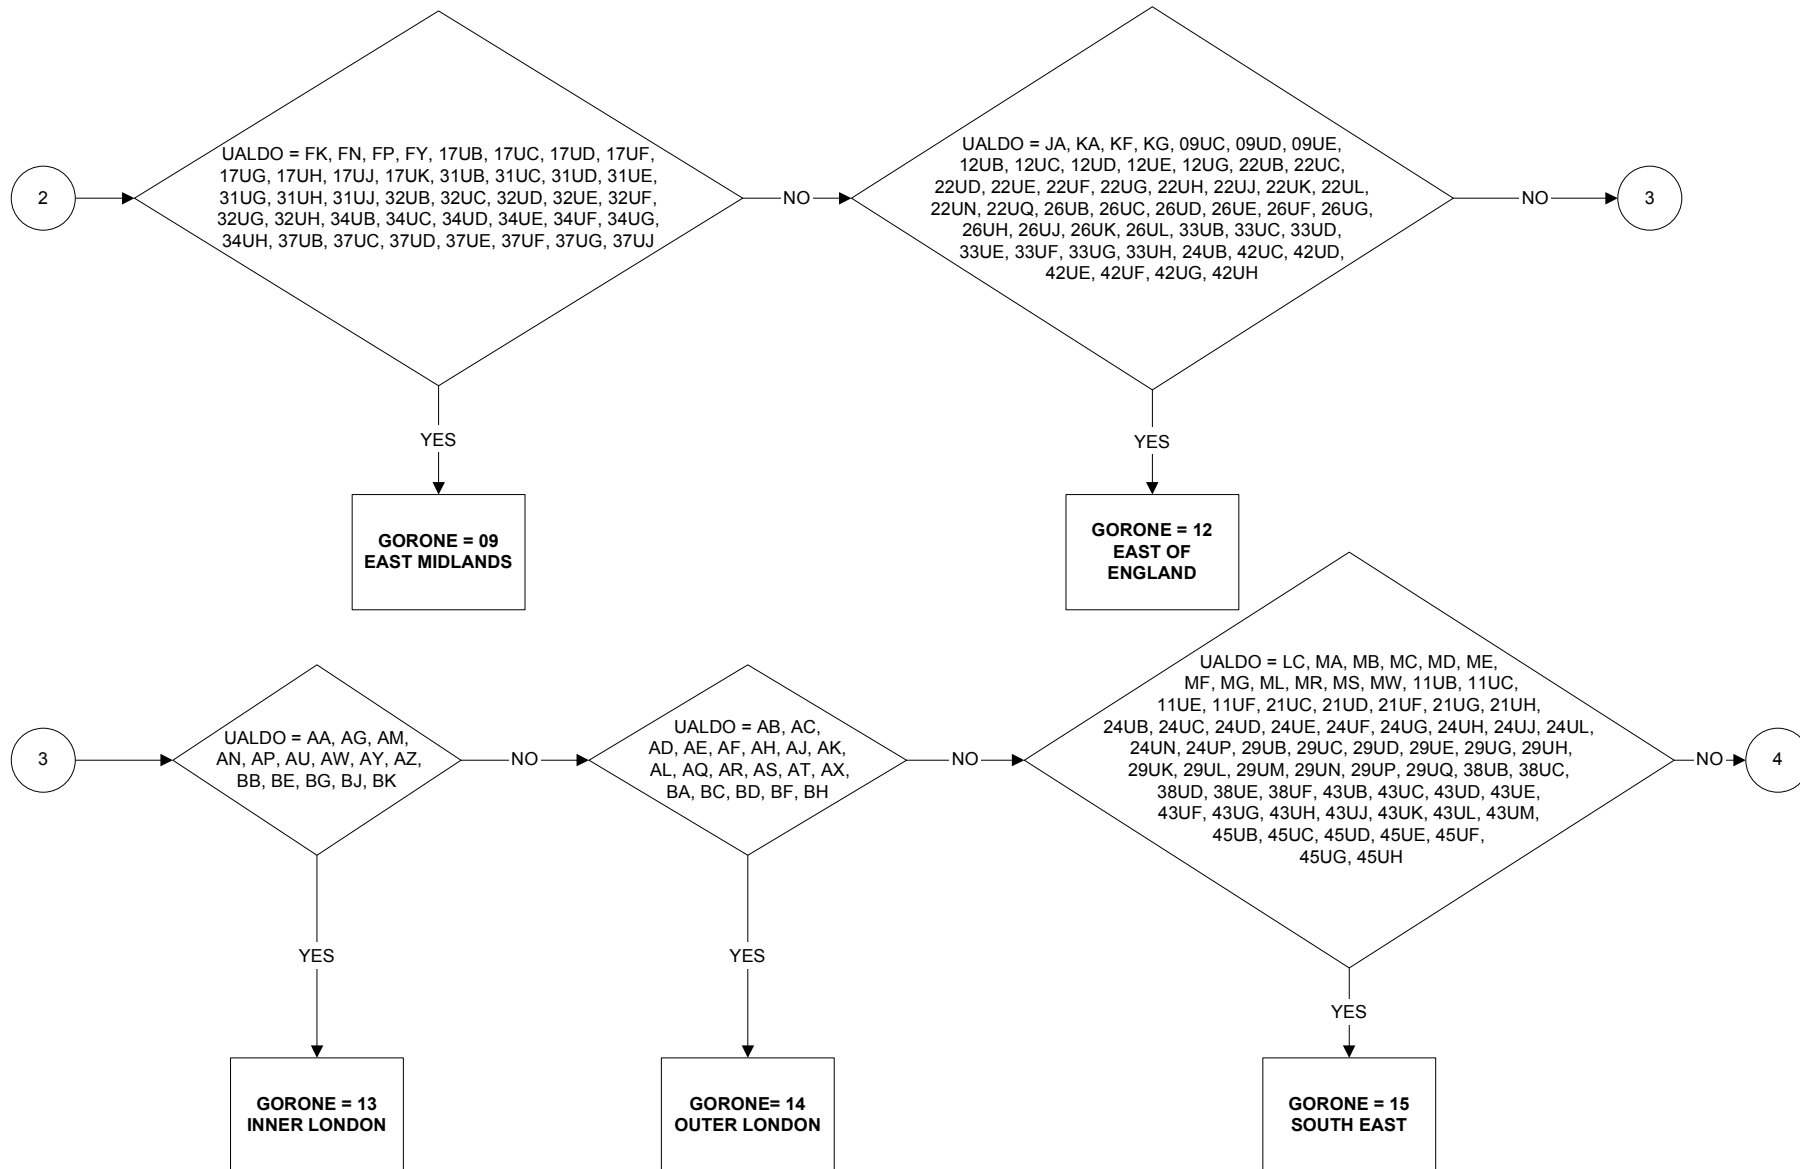 2
UALDO = FK, FN, FP, FY, 17UB, 17UC, 17UD, 17UF,
17UG, 17UH, 17UJ, 17UK, 31UB, 31UC, 31UD, 31UE,
31UG, 31UH, 31UJ, 32UB, 32UC, 32UD, 32UE, 32UF,
32UG, 32UH, 34UB, 34UC, 34UD, 34UE, 34UF, 34UG,
34UH, 37UB, 37UC, 37UD, 37UE, 37UF, 37UG, 37UJ
NO
UALDO = JA, KA, KF, KG, 09UC, 09UD, 09UE,
12UB, 12UC, 12UD, 12UE, 12UG, 22UB, 22UC,
22UD, 22UE, 22UF, 22UG, 22UH, 22UJ, 22UK, 22UL,
22UN, 22UQ, 26UB, 26UC, 26UD, 26UE, 26UF, 26UG,
26UH, 26UJ, 26UK, 26UL, 33UB, 33UC, 33UD,
33UE, 33UF, 33UG, 33UH, 24UB, 42UC, 42UD,
42UE, 42UF, 42UG, 42UH
NO
3
YES
YES
GORONE = 09
EAST MIDLANDS
GORONE = 12
EAST OF
ENGLAND
3
UALDO = AA, AG, AM,
AN, AP, AU, AW, AY, AZ,
BB, BE, BG, BJ, BK
NO
UALDO = AB, AC,
AD, AE, AF, AH, AJ, AK,
AL, AQ, AR, AS, AT, AX,
BA, BC, BD, BF, BH
NO
UALDO = LC, MA, MB, MC, MD, ME,
MF, MG, ML, MR, MS, MW, 11UB, 11UC,
11UE, 11UF, 21UC, 21UD, 21UF, 21UG, 21UH,
24UB, 24UC, 24UD, 24UE, 24UF, 24UG, 24UH, 24UJ, 24UL,
24UN, 24UP, 29UB, 29UC, 29UD, 29UE, 29UG, 29UH,
29UK, 29UL, 29UM, 29UN, 29UP, 29UQ, 38UB, 38UC,
38UD, 38UE, 38UF, 43UB, 43UC, 43UD, 43UE,
43UF, 43UG, 43UH, 43UJ, 43UK, 43UL, 43UM,
45UB, 45UC, 45UD, 45UE, 45UF,
45UG, 45UH
NO
4
YES
YES
YES
GORONE = 13
INNER LONDON
GORONE= 14
OUTER LONDON
GORONE = 15
SOUTH EAST